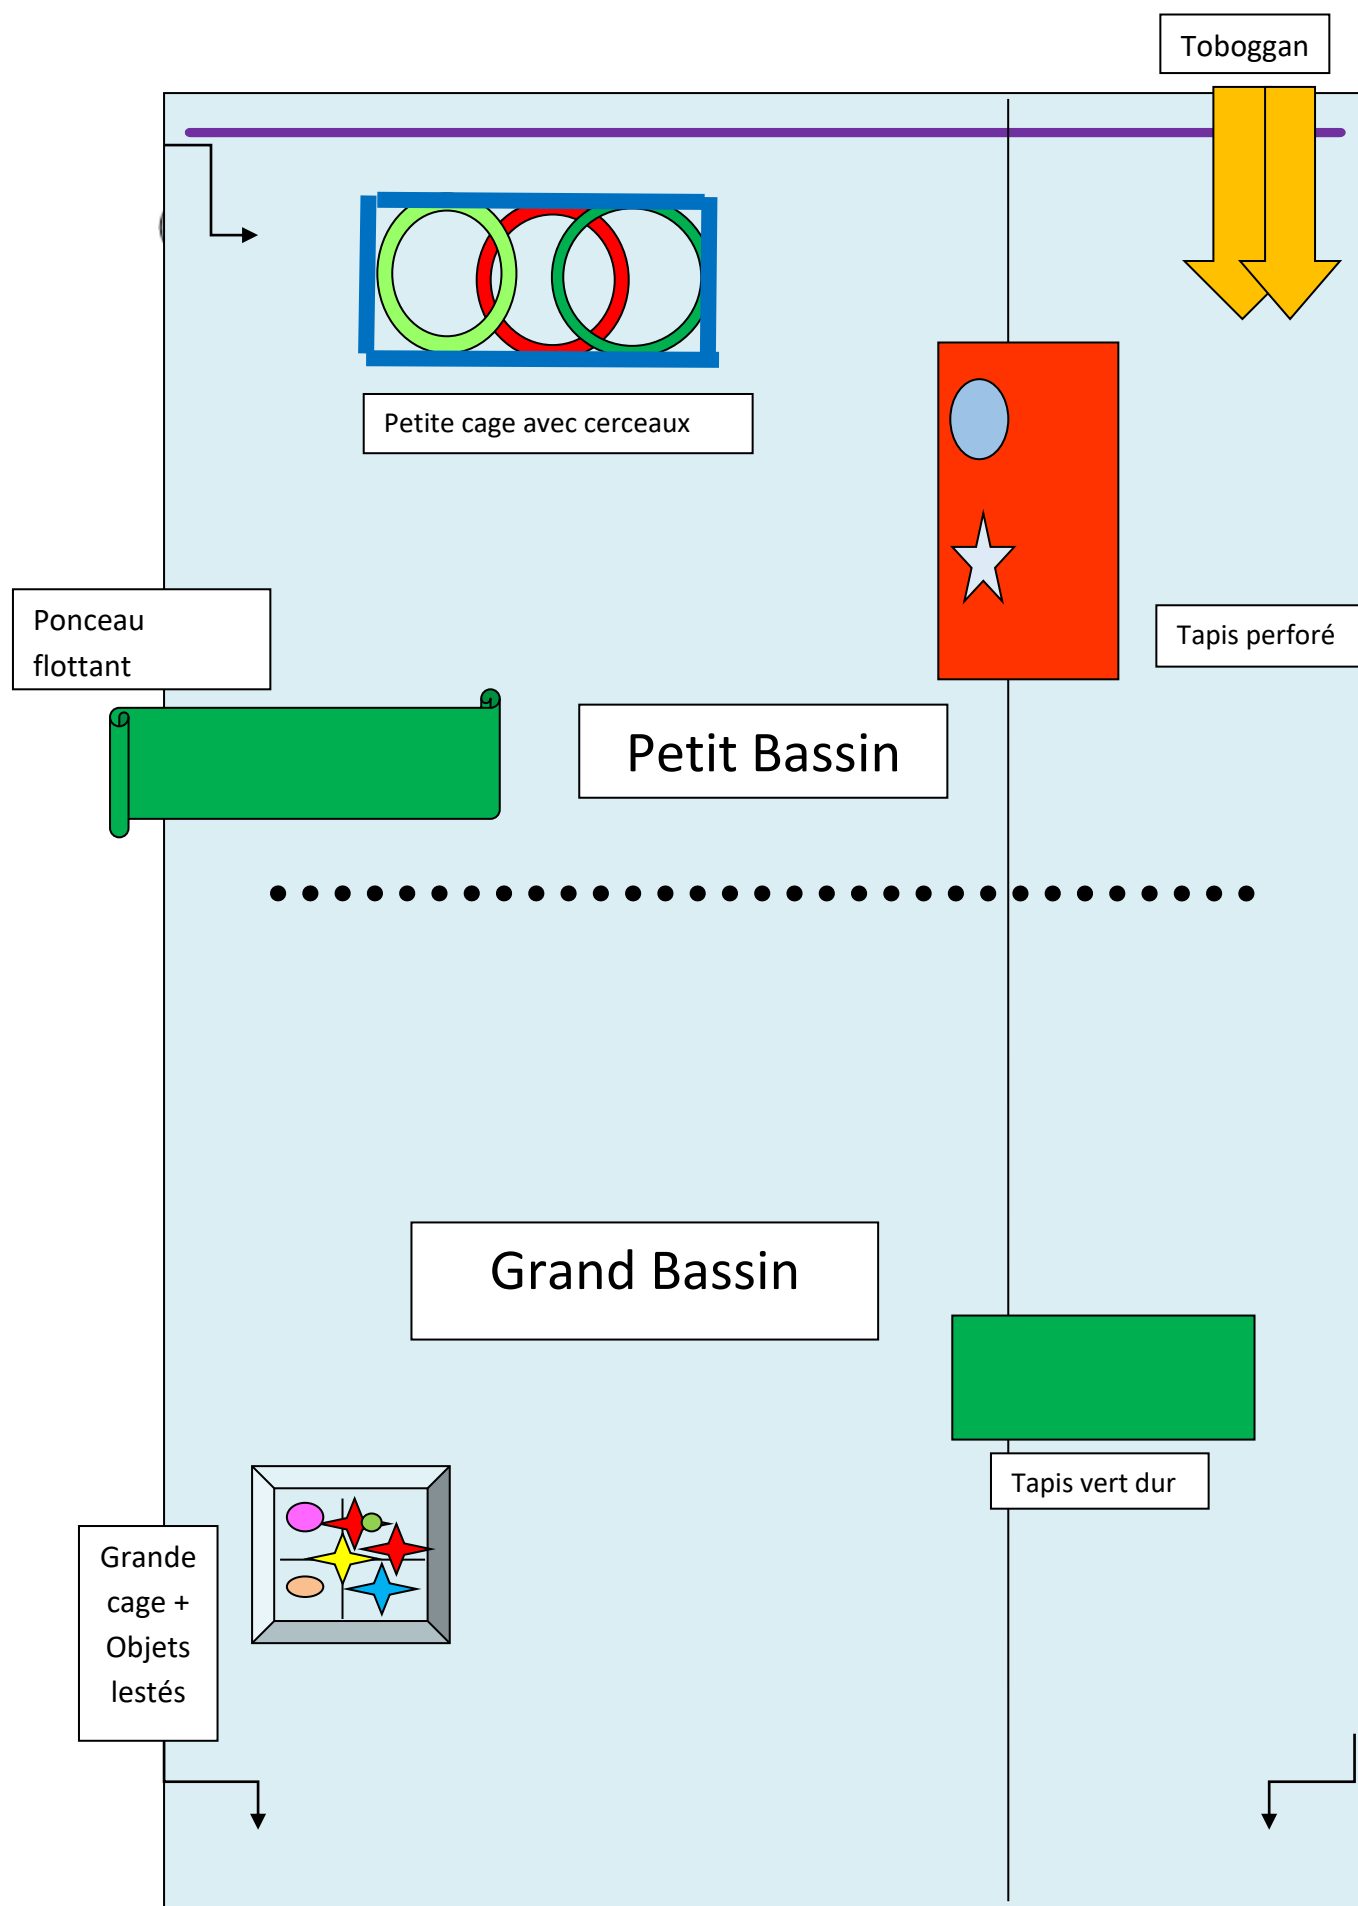 Toboggan
Petite cage avec cerceaux
Ponceau
flottant
Tapis perforé
Petit Bassin
Grand Bassin
Tapis vert dur
Grande
cage +
Objets
lestés